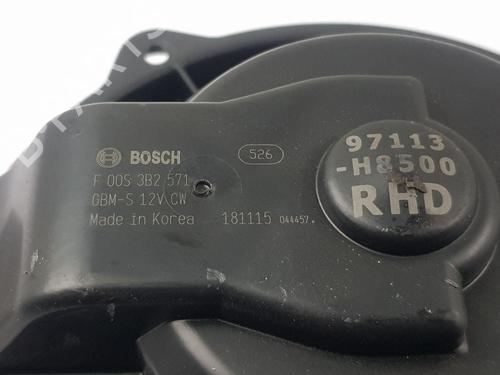 BOSCH
526
F 00S 3B2 571
GBM-S 12V CW
Made in Korea
181115 044457.
97113
-H8500
RHD